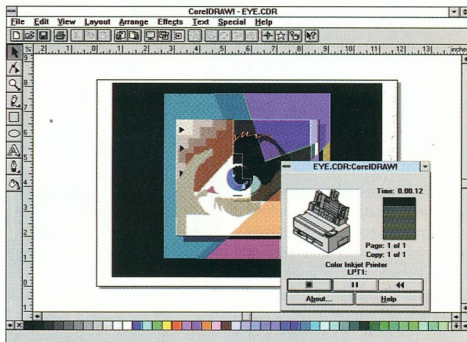 CorelDRAW! - EYE.CDR
File Edit View Layout Arrange Effects Text Special Help
inches
EYE.CDR:CorelDRAW!
Time: 0.00.12
Page: 1 of 1
Copy: 1 of 1
Color Inkjet Printer
LPT1:
About... Help